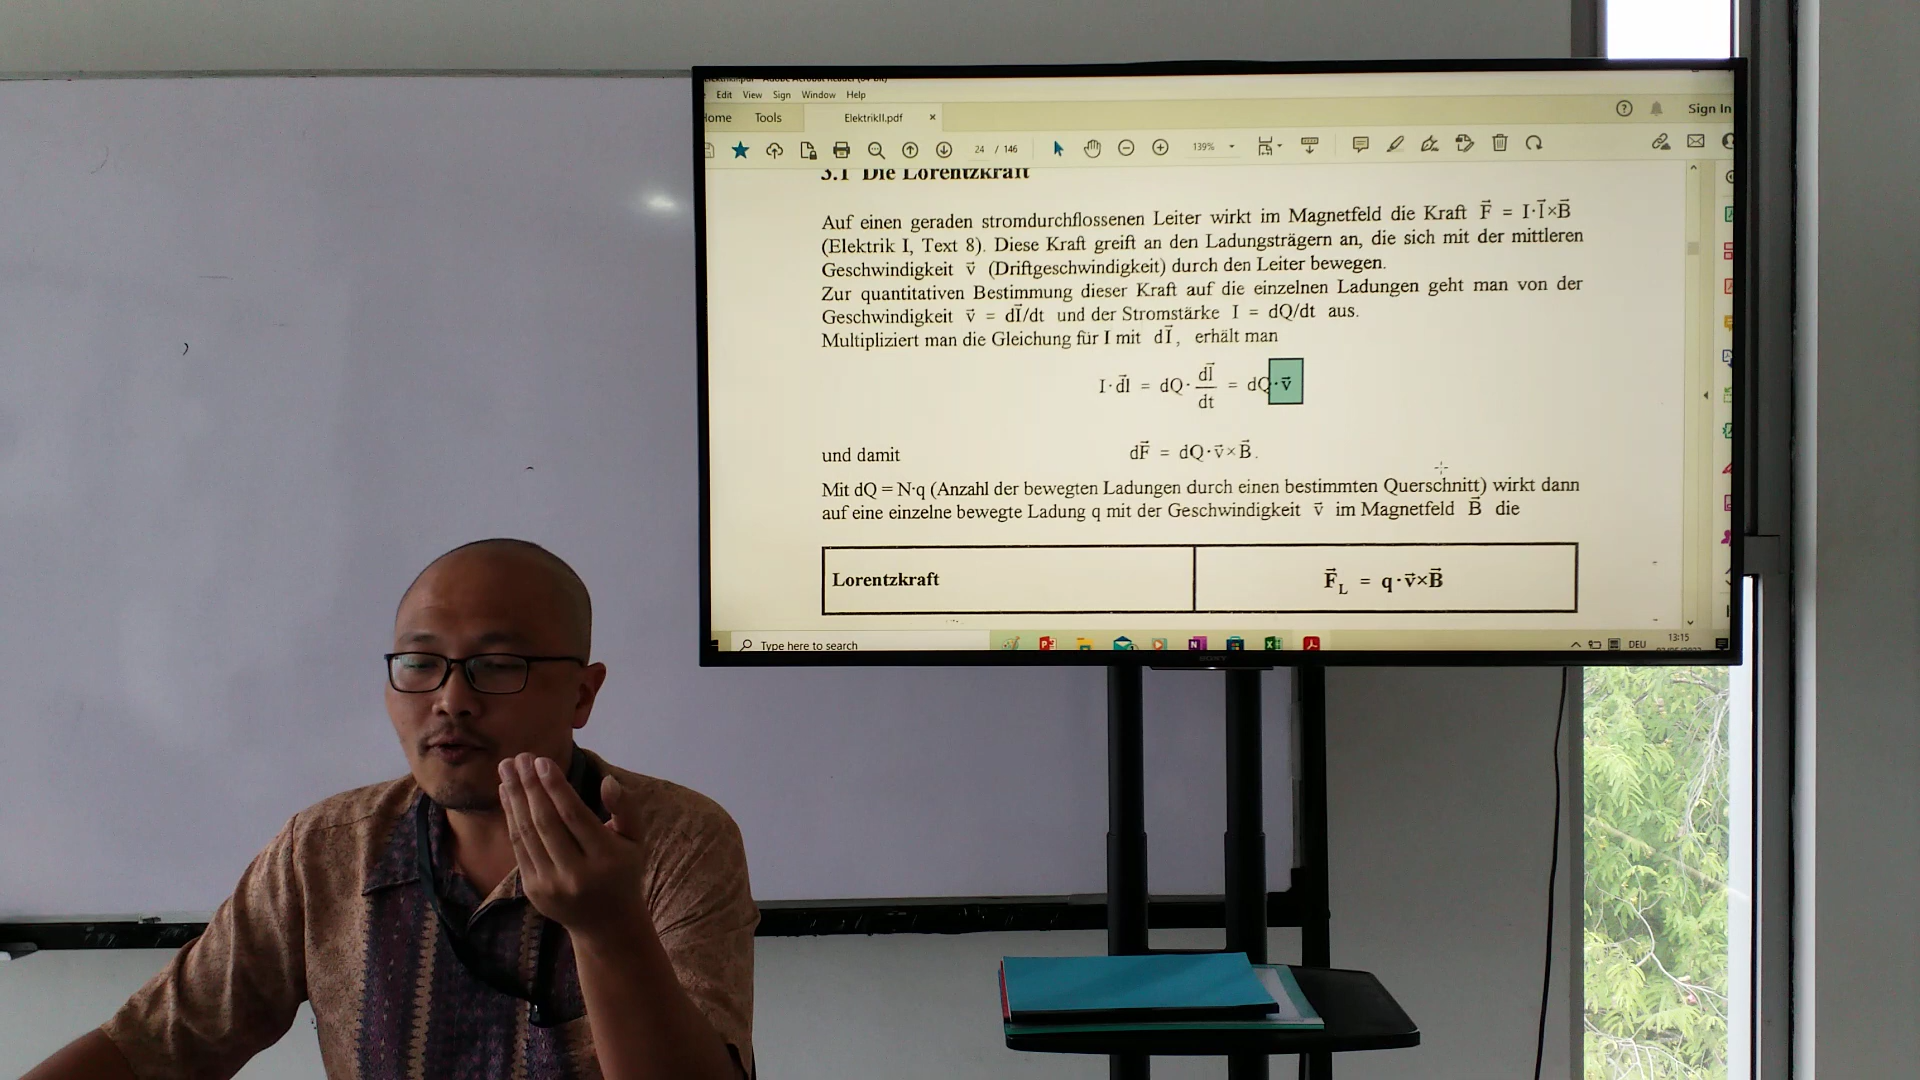 Edit View Sign Window Help
Home Tools ElektrikII.pdf × Sign In
24 / 146 139%
3.1 Die Lorentzkraft
Auf einen geraden stromdurchflossenen Leiter wirkt im Magnetfeld die Kraft F⃗ = I·l⃗×B⃗
(Elektrik I, Text 8). Diese Kraft greift an den Ladungsträgern an, die sich mit der mittleren
Geschwindigkeit v⃗ (Driftgeschwindigkeit) durch den Leiter bewegen.
Zur quantitativen Bestimmung dieser Kraft auf die einzelnen Ladungen geht man von der
Geschwindigkeit v⃗ = dl⃗/dt und der Stromstärke I = dQ/dt aus.
Multipliziert man die Gleichung für I mit dl⃗, erhält man
I·dl⃗ = dQ·dl⃗/dt = dQ·v⃗
und damit dF⃗ = dQ·v⃗×B⃗.
Mit dQ = N·q (Anzahl der bewegten Ladungen durch einen bestimmten Querschnitt) wirkt dann
auf eine einzelne bewegte Ladung q mit der Geschwindigkeit v⃗ im Magnetfeld B⃗ die
Lorentzkraft F⃗L = q·v⃗×B⃗
Type here to search DEU 13:15
SONY